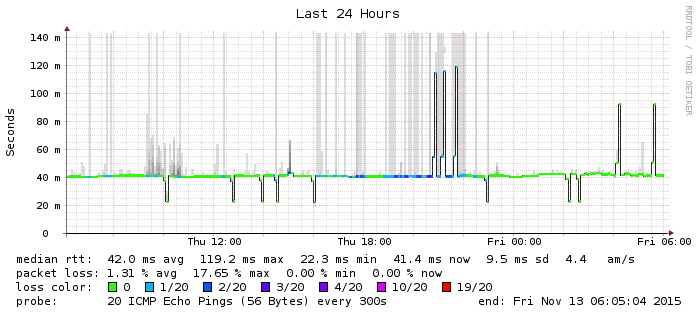 Last 24 Hours
RRDTOOL / TOBI OETIKER
Seconds
140 m
120 m
100 m
80 m
60 m
40 m
20 m
0
Thu 12:00 Thu 18:00 Fri 00:00 Fri 06:00
median rtt: 42.0 ms avg 119.2 ms max 22.3 ms min 41.4 ms now 9.5 ms sd 4.4 am/s
packet loss: 1.31 % avg 17.65 % max 0.00 % min 0.00 % now
loss color: 0 1/20 2/20 3/20 4/20 10/20 19/20
probe: 20 ICMP Echo Pings (56 Bytes) every 300s end: Fri Nov 13 06:05:04 2015